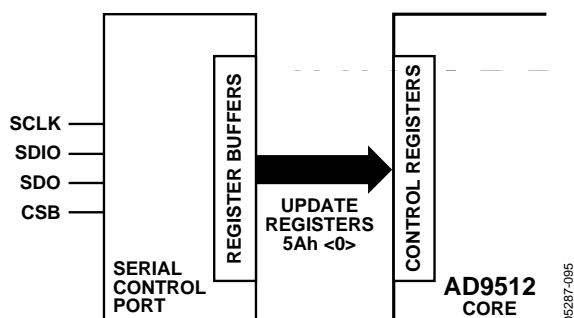 SCLK
SDIO
SDO
CSB
REGISTER BUFFERS
SERIAL
CONTROL
PORT
UPDATE
REGISTERS
5Ah <0>
CONTROL REGISTERS
AD9512
CORE
05287-095